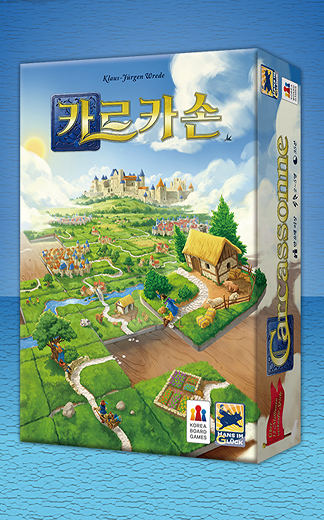 Klaus-Jürgen Wrede
카르카손
KOREA
BOARD
GAMES
HANS IM
GLÜCK
Carcassonne